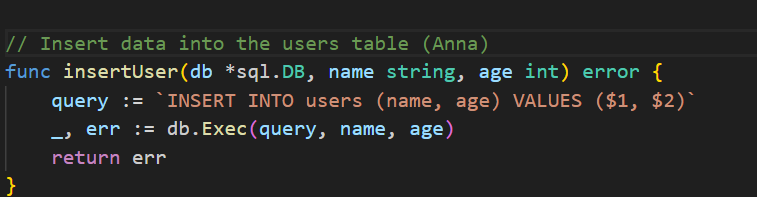 // Insert data into the users table (Anna)
func insertUser(db *sql.DB, name string, age int) error {
    query := `INSERT INTO users (name, age) VALUES ($1, $2)`
    _, err := db.Exec(query, name, age)
    return err
}